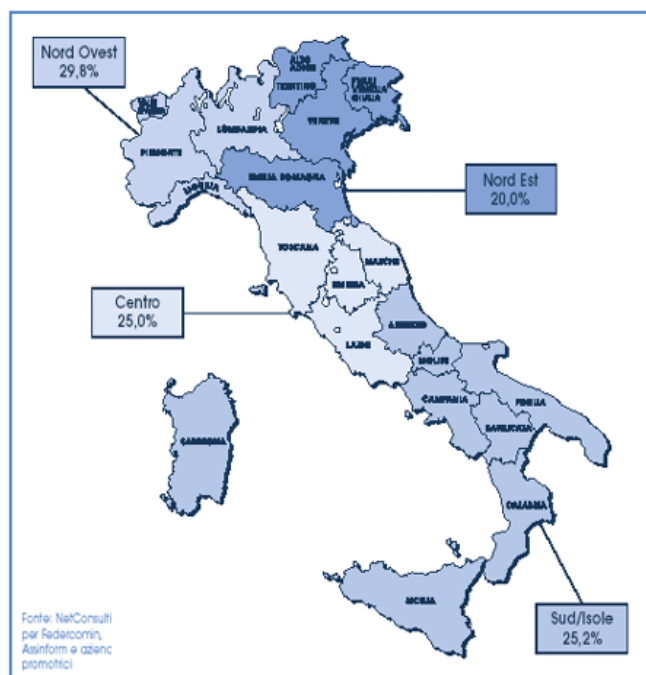 Nord Ovest
29,8%
ALTO
ADIGE
TRENTINO
FRIULI
VENEZIA
GIULIA
VENETO
LOMBARDIA
PIEMONTE
EMILIA ROMAGNA
LIGURIA
Nord Est
20,0%
TOSCANA
MARCHE
UMBRIA
Centro
25,0%
LAZIO
ABRUZZO
MOLISE
CAMPANIA
PUGLIA
BASILICATA
SARDEGNA
CALABRIA
SICILIA
Sud/Isole
25,2%
Fonte: NetConsulti
per Federcomin,
Assinform e aziend
promotrici